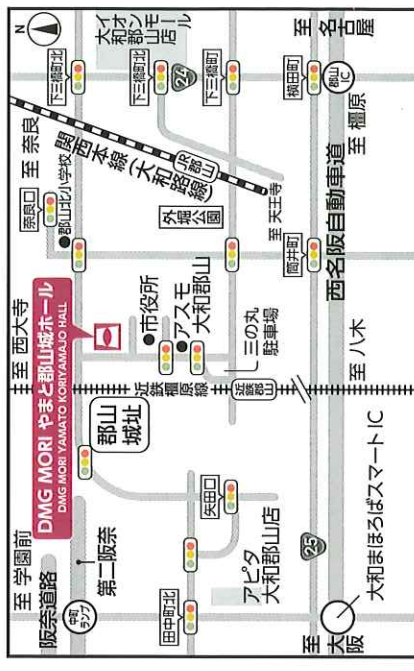 N
至 学園前
至 西大寺
至 奈良
至 名古屋
阪奈道路
中町ランプ
第二阪奈
DMG MORI やまと郡山城ホール
DMG MORI YAMATO KORIYAMAJO HALL
奈良口
郡山北小学校
下三橋町北
イオンモール
大和郡山店
下三橋町北
24
下三橋町
関西本線(大和路線)
JR郡山
郡山城址
市役所
アスモ
大和郡山
外堀公園
三の丸
駐車場
至 天王寺
近鉄橿原線
近鉄郡山
田中町北
矢田口
アピタ
大和郡山店
筒井町
横田町
郡山IC
25
西名阪自動車道
至 橿原
至 八木
至 大阪
大和まほろばスマートIC